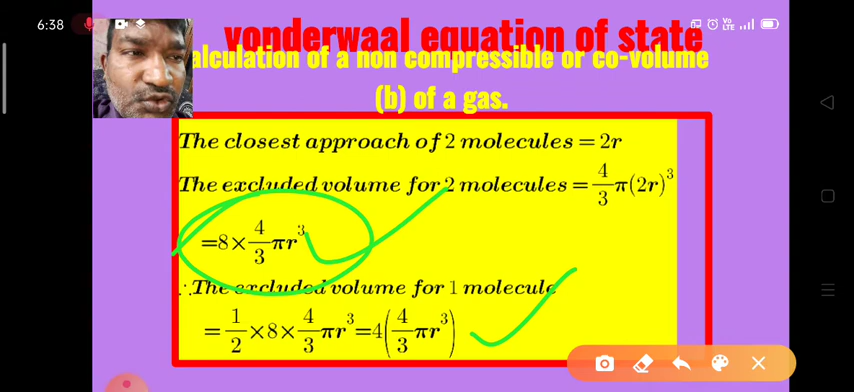 6:38
Vo
LTE
vonderwaal equation of state
alculation of a non compressible or co-volume
(b) of a gas.
The closest approach of 2 molecules = 2r
The excluded volume for 2 molecules = 4/3 π(2r)³
=8 × 4/3 πr³
∴The excluded volume for 1 molecule
= 1/2 ×8× 4/3 πr³=4(4/3 πr³)